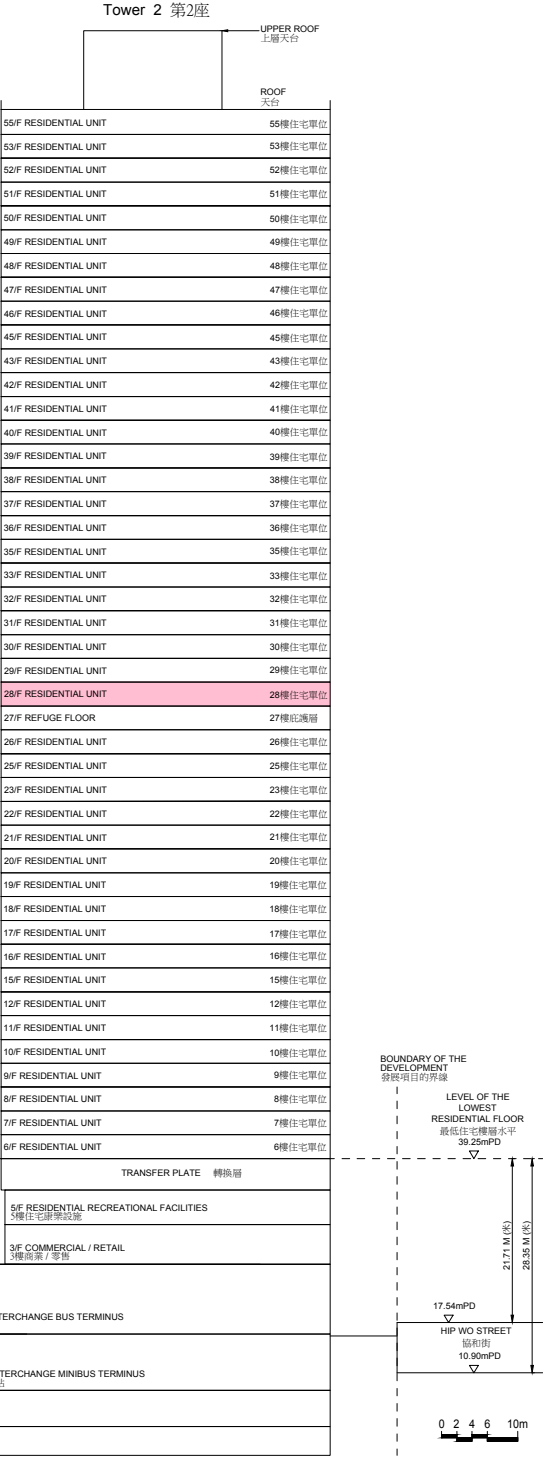 Tower 2 第2座
UPPER ROOF
上層天台
ROOF
天台
55/F RESIDENTIAL UNIT 55樓住宅單位
53/F RESIDENTIAL UNIT 53樓住宅單位
52/F RESIDENTIAL UNIT 52樓住宅單位
51/F RESIDENTIAL UNIT 51樓住宅單位
50/F RESIDENTIAL UNIT 50樓住宅單位
49/F RESIDENTIAL UNIT 49樓住宅單位
48/F RESIDENTIAL UNIT 48樓住宅單位
47/F RESIDENTIAL UNIT 47樓住宅單位
46/F RESIDENTIAL UNIT 46樓住宅單位
45/F RESIDENTIAL UNIT 45樓住宅單位
43/F RESIDENTIAL UNIT 43樓住宅單位
42/F RESIDENTIAL UNIT 42樓住宅單位
41/F RESIDENTIAL UNIT 41樓住宅單位
40/F RESIDENTIAL UNIT 40樓住宅單位
39/F RESIDENTIAL UNIT 39樓住宅單位
38/F RESIDENTIAL UNIT 38樓住宅單位
37/F RESIDENTIAL UNIT 37樓住宅單位
36/F RESIDENTIAL UNIT 36樓住宅單位
35/F RESIDENTIAL UNIT 35樓住宅單位
33/F RESIDENTIAL UNIT 33樓住宅單位
32/F RESIDENTIAL UNIT 32樓住宅單位
31/F RESIDENTIAL UNIT 31樓住宅單位
30/F RESIDENTIAL UNIT 30樓住宅單位
29/F RESIDENTIAL UNIT 29樓住宅單位
28/F RESIDENTIAL UNIT 28樓住宅單位
27/F REFUGE FLOOR 27樓庇護層
26/F RESIDENTIAL UNIT 26樓住宅單位
25/F RESIDENTIAL UNIT 25樓住宅單位
23/F RESIDENTIAL UNIT 23樓住宅單位
22/F RESIDENTIAL UNIT 22樓住宅單位
21/F RESIDENTIAL UNIT 21樓住宅單位
20/F RESIDENTIAL UNIT 20樓住宅單位
19/F RESIDENTIAL UNIT 19樓住宅單位
18/F RESIDENTIAL UNIT 18樓住宅單位
17/F RESIDENTIAL UNIT 17樓住宅單位
16/F RESIDENTIAL UNIT 16樓住宅單位
15/F RESIDENTIAL UNIT 15樓住宅單位
12/F RESIDENTIAL UNIT 12樓住宅單位
11/F RESIDENTIAL UNIT 11樓住宅單位
10/F RESIDENTIAL UNIT 10樓住宅單位
9/F RESIDENTIAL UNIT 9樓住宅單位
8/F RESIDENTIAL UNIT 8樓住宅單位
7/F RESIDENTIAL UNIT 7樓住宅單位
6/F RESIDENTIAL UNIT 6樓住宅單位
TRANSFER PLATE 轉換層
5/F RESIDENTIAL RECREATIONAL FACILITIES
5樓住宅康樂設施
3/F COMMERCIAL / RETAIL
3樓商業 / 零售
TERCHANGE BUS TERMINUS
TERCHANGE MINIBUS TERMINUS
站
BOUNDARY OF THE
DEVELOPMENT
發展項目的界線
LEVEL OF THE
LOWEST
RESIDENTIAL FLOOR
最低住宅樓層水平
39.25mPD
21.71 M (米)
28.35 M (米)
17.54mPD
HIP WO STREET
協和街
10.90mPD
0 2 4 6 10m